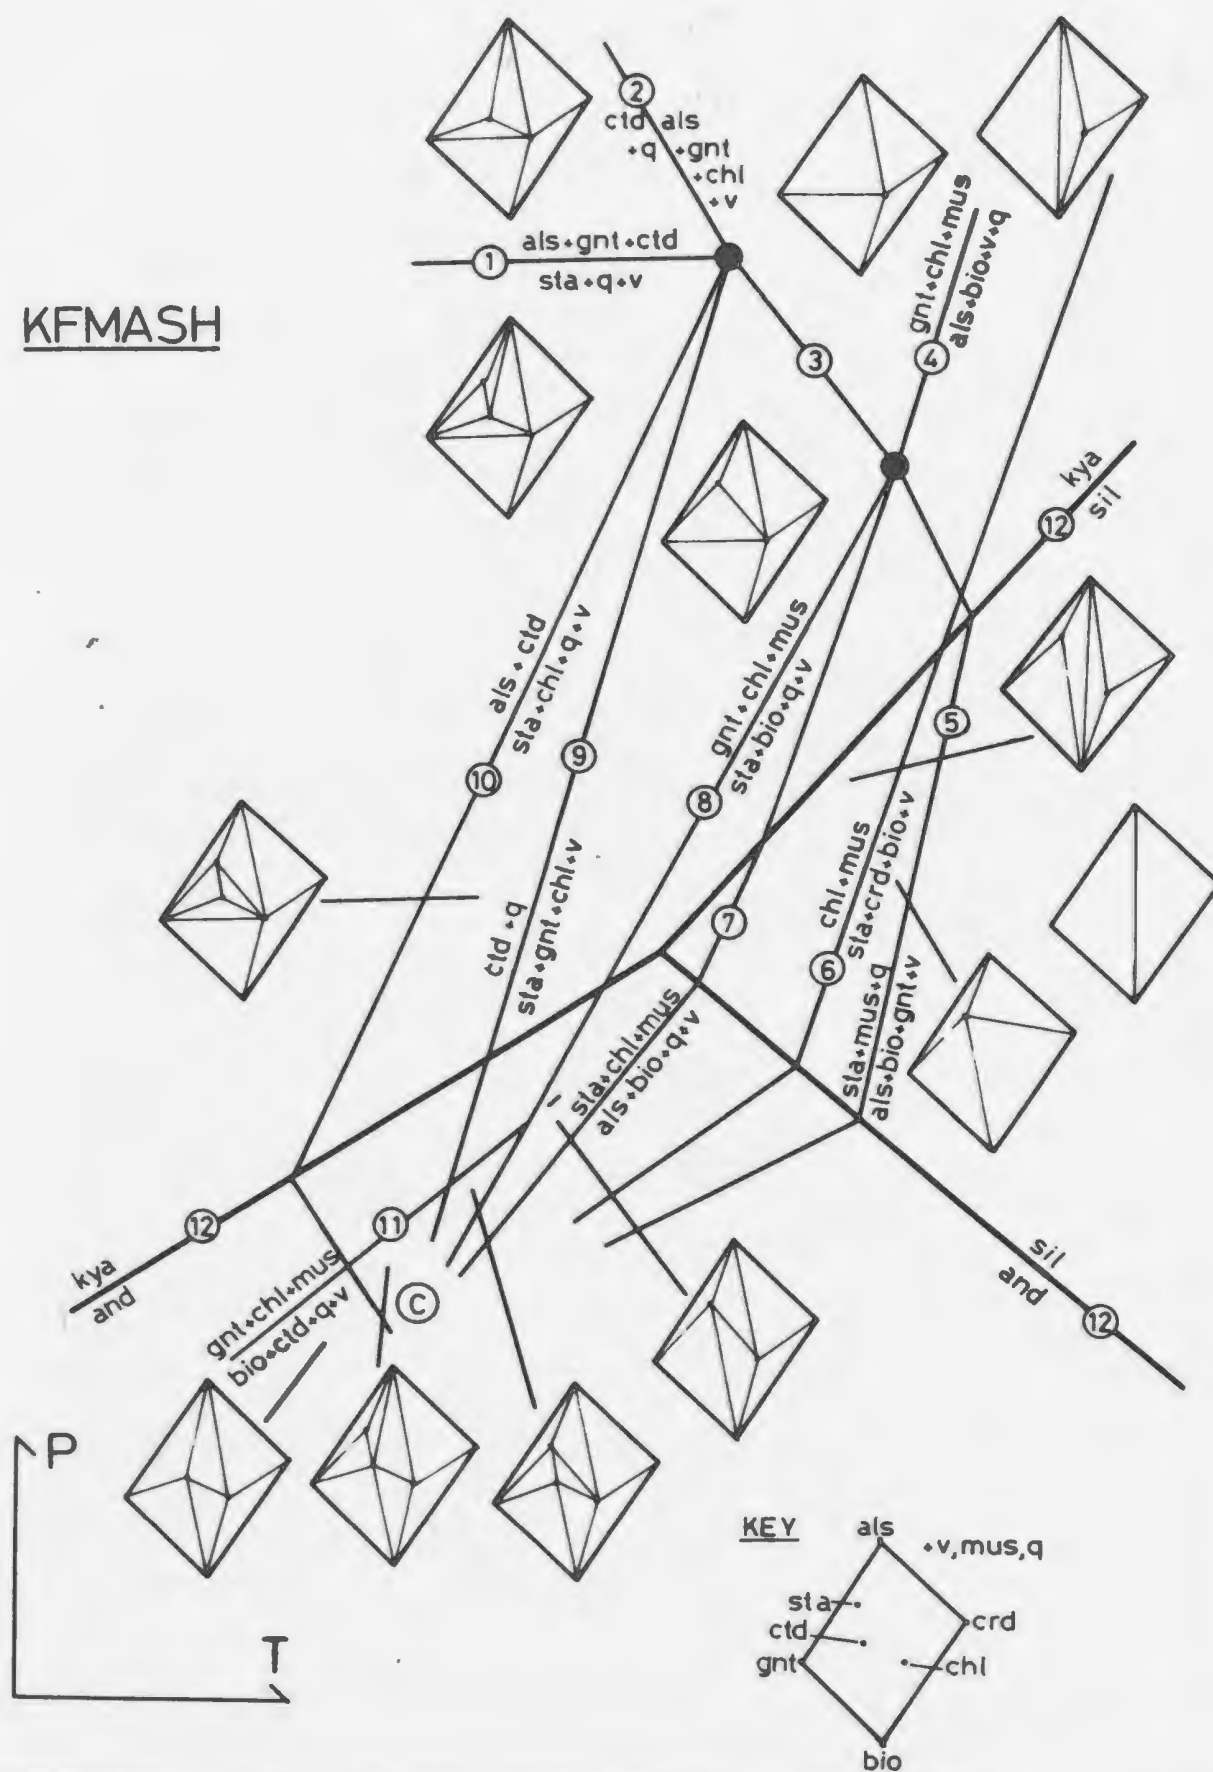 KFMASH
2
ctd als
+q +gnt
+chl
+v
1
als+gnt+ctd
sta+q+v
3
4
gnt+chl+mus
als+bio+v+q
12
kya
sil
10
als + ctd
sta+chl+q+v
9
ctd+q
sta+gnt+chl+v
8
gnt+chl+mus
sta+bio+q+v
7
sta+chl+mus
als+bio+q+v
6
chl+mus
sta+crd+bio+v
5
sta+mus+q
als+bio+gnt+v
12
kya
and
11
gnt+chl+mus
bio+ctd+q+v
C
sil
and
12
P
T
KEY
als
+v,mus,q
sta
ctd
gnt
crd
chl
bio